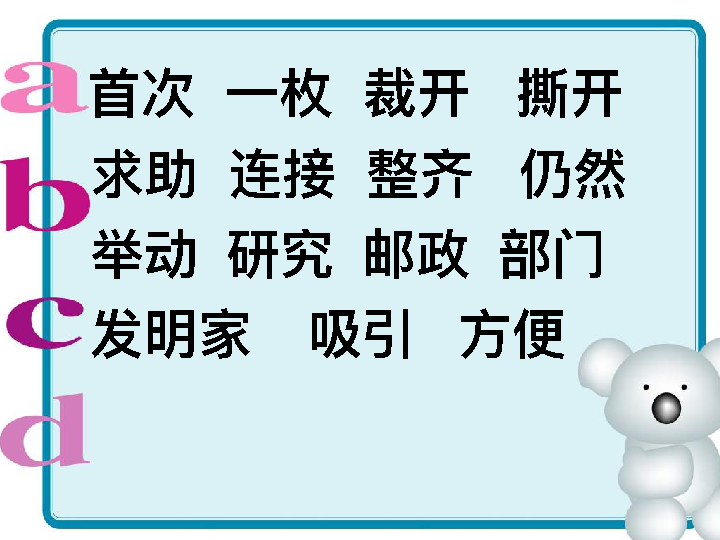 首次 一枚 裁开 撕开
求助 连接 整齐 仍然
举动 研究 邮政 部门
发明家 吸引 方便
a
b
c
d